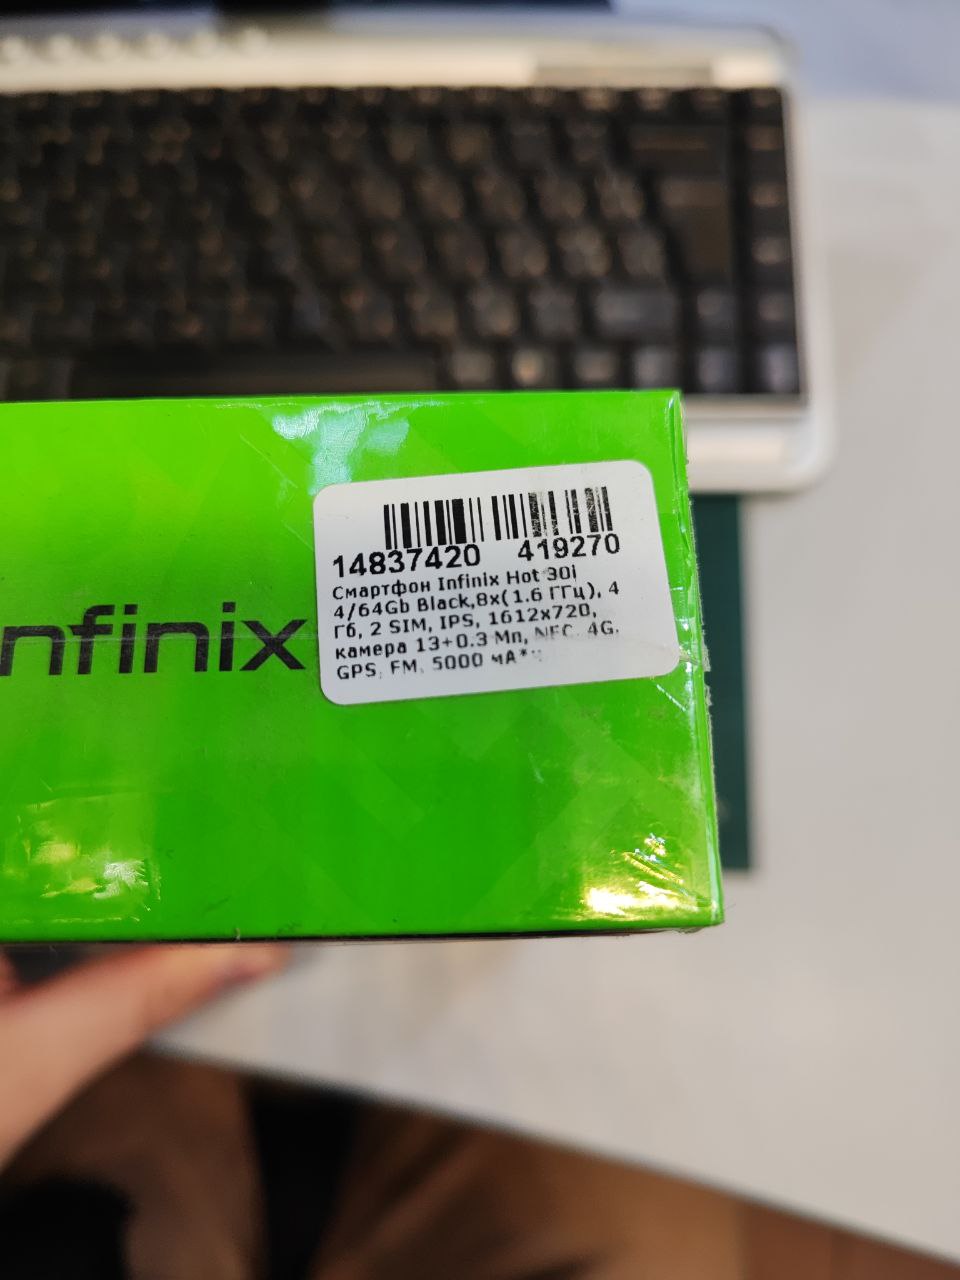 nfinix
14837420 419270
Смартфон Infinix Hot 30i
4/64Gb Black,8x(1.6 ГГц), 4
Гб, 2 SIM, IPS, 1612x720,
камера 13+0.3 Мп, NFC, 4G,
GPS, FM, 5000 мА*ч